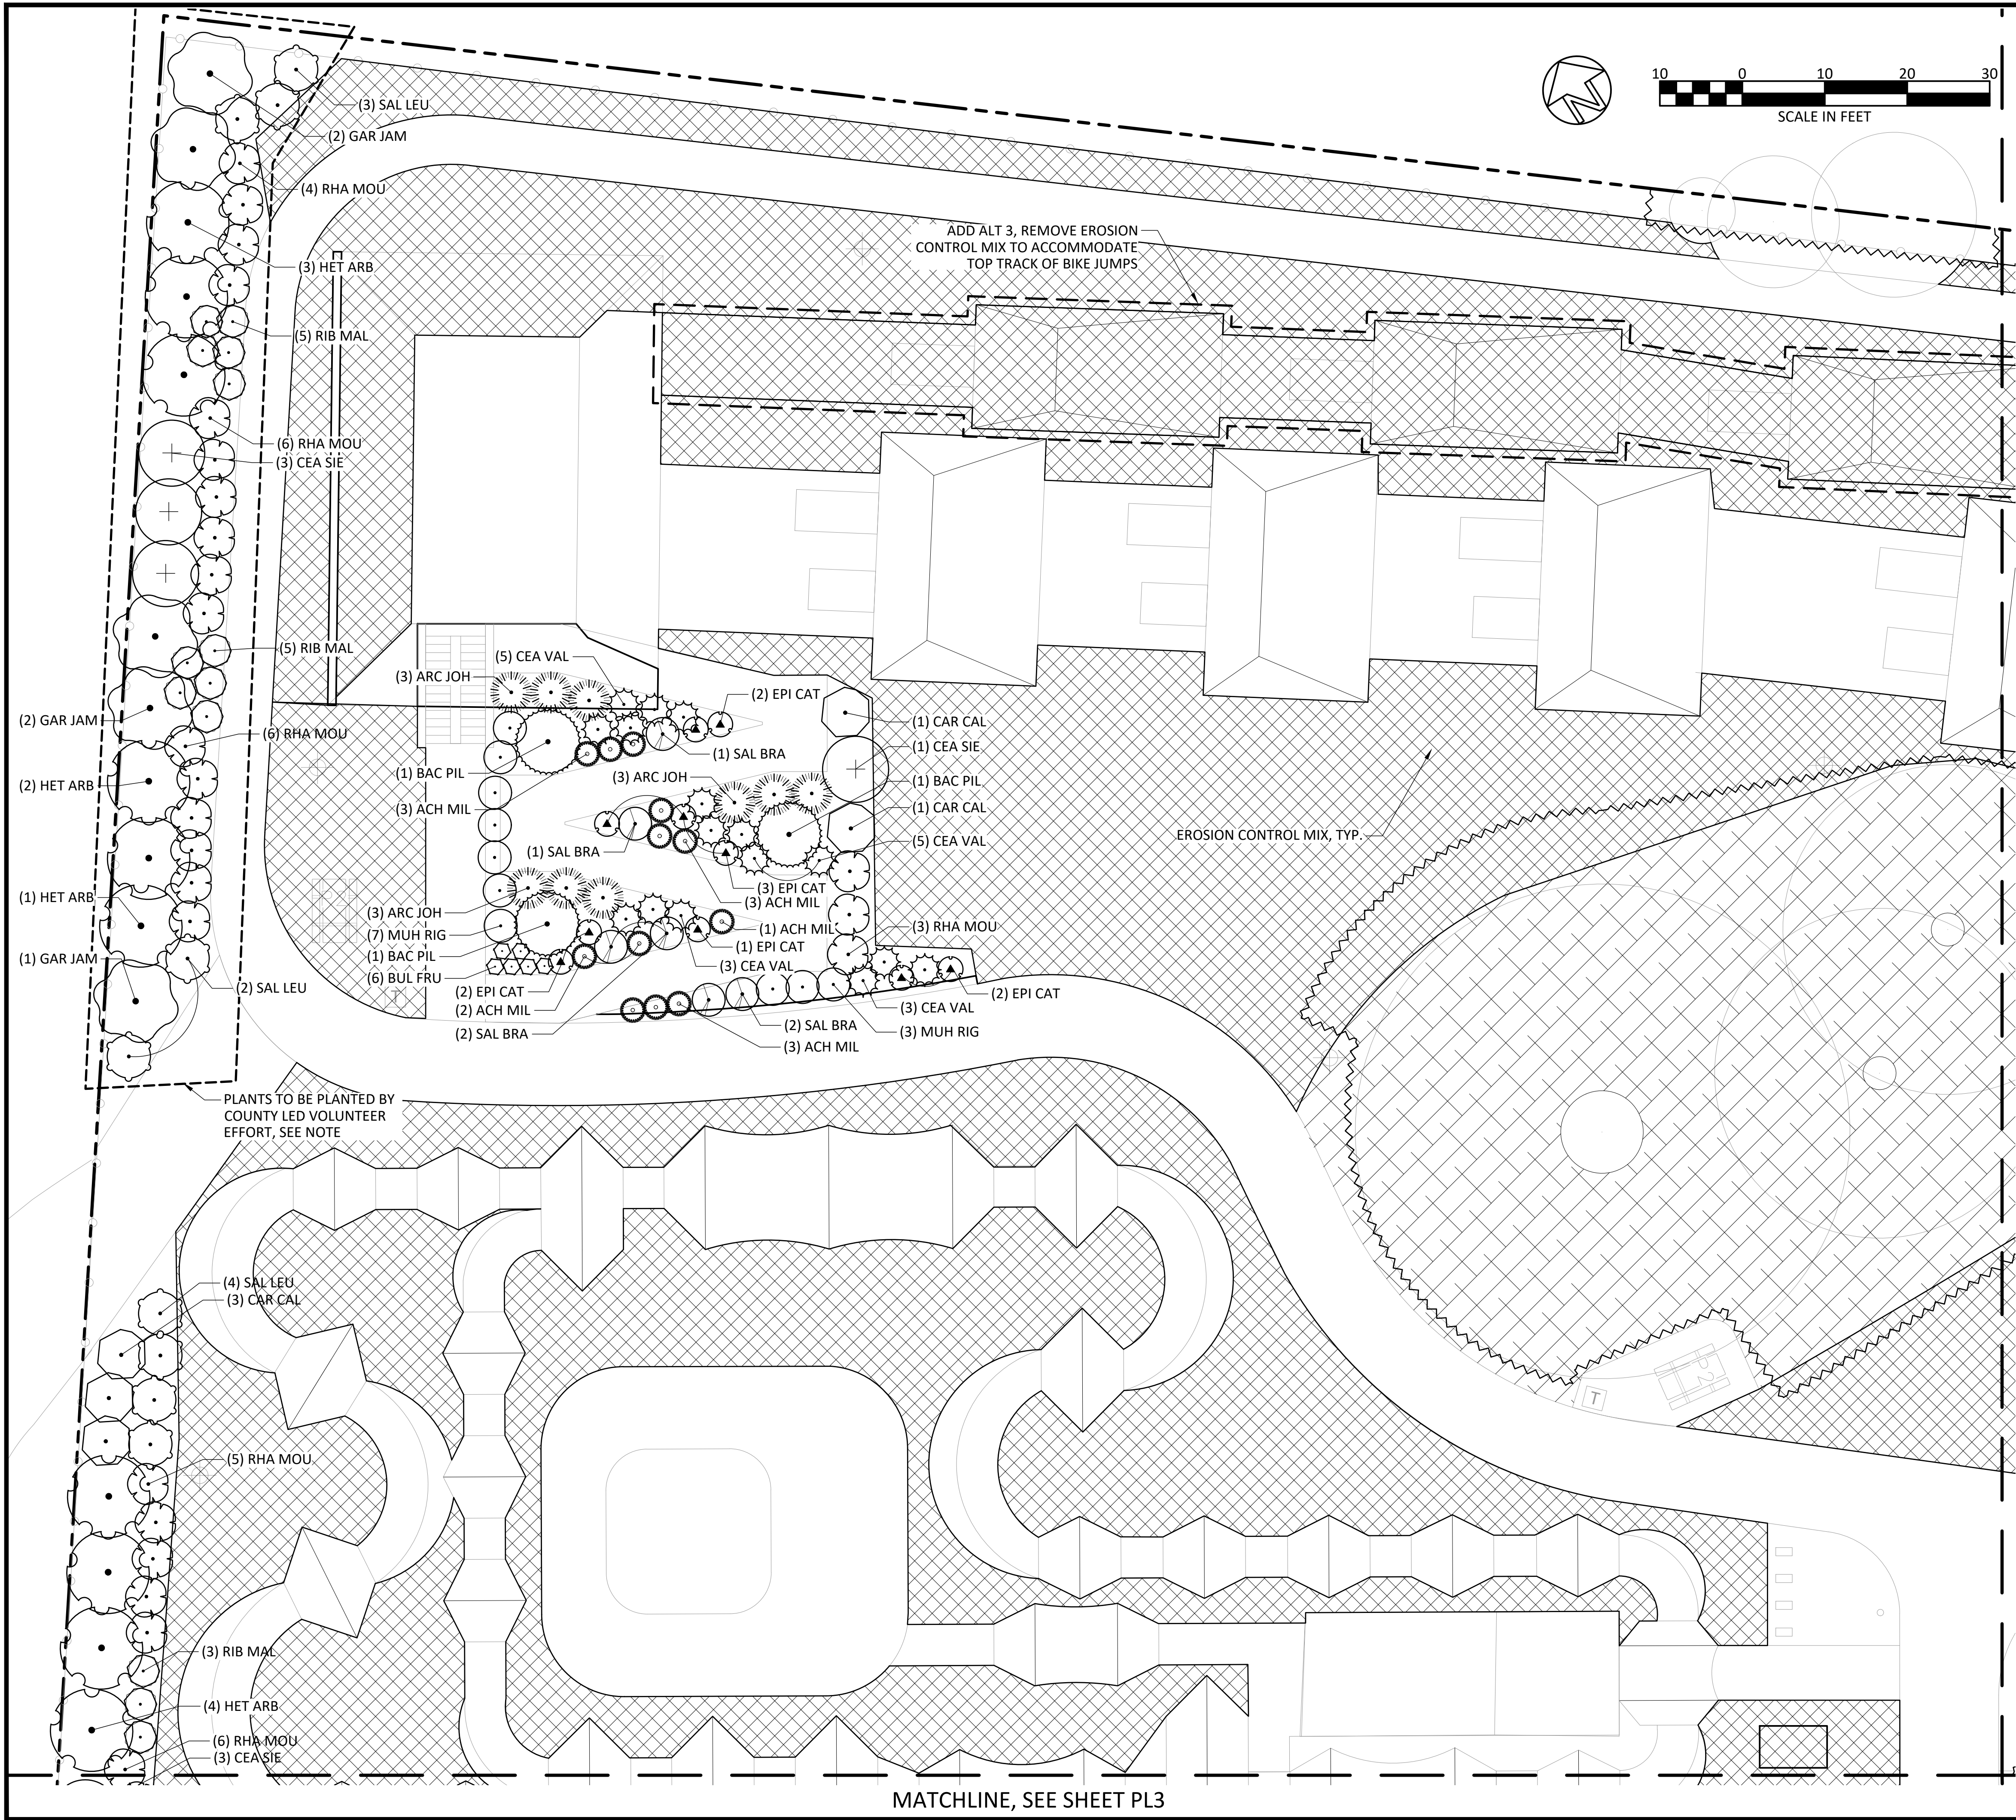 10 0 10 20 30
SCALE IN FEET
(3) SAL LEU
(2) GAR JAM
(4) RHA MOU
ADD ALT 3, REMOVE EROSION
CONTROL MIX TO ACCOMMODATE
TOP TRACK OF BIKE JUMPS
(3) HET ARB
(5) RIB MAL
(6) RHA MOU
(3) CEA SIE
(5) RIB MAL
(5) CEA VAL
(3) ARC JOH
(2) EPI CAT
(2) GAR JAM
(1) CAR CAL
(6) RHA MOU
(1) CEA SIE
(1) SAL BRA
(1) BAC PIL
(3) ARC JOH
(1) BAC PIL
(2) HET ARB
(3) ACH MIL
(1) CAR CAL
EROSION CONTROL MIX, TYP.
(5) CEA VAL
(1) SAL BRA
(3) EPI CAT
(1) HET ARB
(3) ACH MIL
(3) ARC JOH
(3) RHA MOU
(7) MUH RIG
(1) ACH MIL
(1) EPI CAT
(1) BAC PIL
(1) GAR JAM
(3) CEA VAL
(6) BUL FRU
(2) SAL LEU
(2) EPI CAT
(2) EPI CAT
(3) CEA VAL
(2) ACH MIL
(2) SAL BRA
(3) MUH RIG
(2) SAL BRA
(3) ACH MIL
T
PLANTS TO BE PLANTED BY
COUNTY LED VOLUNTEER
EFFORT, SEE NOTE
(4) SAL LEU
(3) CAR CAL
T
(5) RHA MOU
(3) RIB MAL
(4) HET ARB
(6) RHA MOU
(3) CEA SIE
MATCHLINE, SEE SHEET PL3